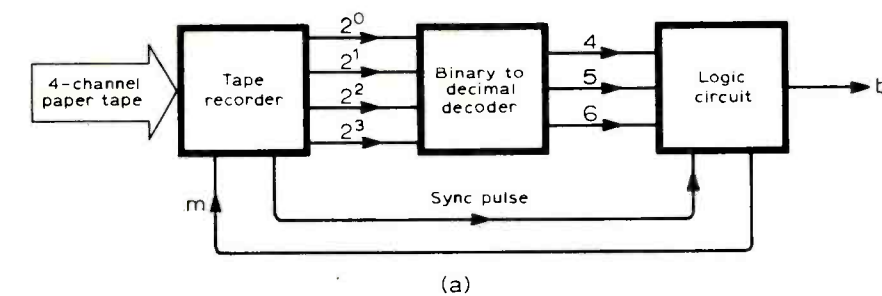 4-channel
paper tape
Tape
recorder
2⁰
2¹
2²
2³
Binary to
decimal
decoder
4
5
6
Logic
circuit
m
Sync pulse
(a)